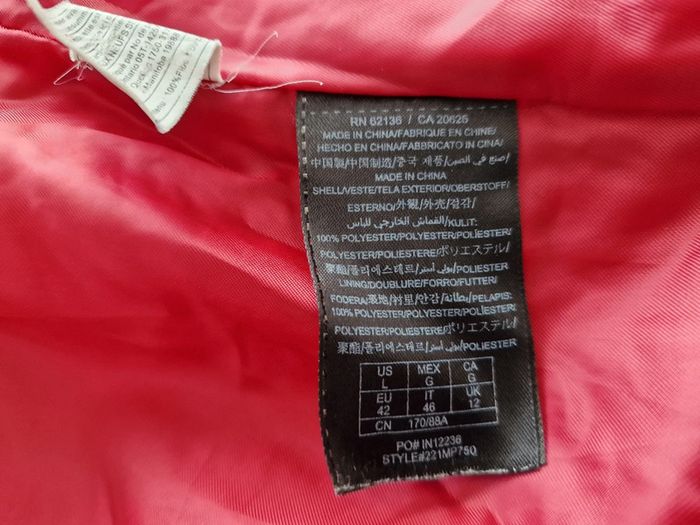 RN 62136 / CA 20625
MADE IN CHINA/FABRIQUE EN CHINE/
HECHO EN CHINA/FABBRICATO IN CINA/
中国製/中国制造/중국 제품/صنع في الصين/
MADE IN CHINA
SHELL/VESTE/TELA EXTERIOR/OBERSTOFF/
ESTERNO/外観/外壳/겉감/
القماش الخارجي للباس/KULIT:
100% POLYESTER/POLYESTER/POLIÉSTER/
POLYESTER/POLIESTERE/ポリエステル/
聚酯/폴리에스테르/بولي استر/POLIESTER
LINING/DOUBLURE/FORRO/FUTTER/
FODERA/裏地/衬里/안감/بطانة/PELAPIS:
100% POLYESTER/POLYESTER/POLIÉSTER/
POLYESTER/POLIESTERE/ポリエステル/
聚酯/폴리에스테르/بولي استر/POLIESTER
US MEX CA
L G G
EU IT UK
42 46 12
CN 170/88A
PO# IN12236
STYLE#221MP750